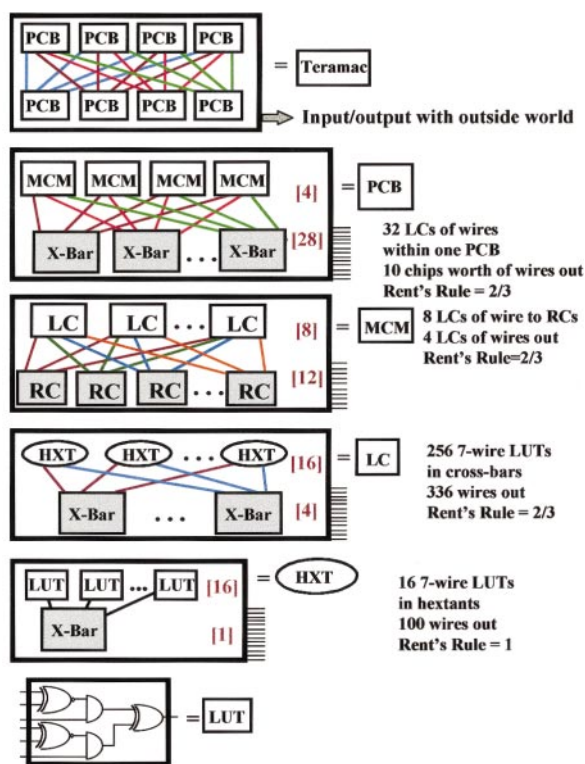 PCB PCB PCB PCB
= Teramac
PCB PCB PCB PCB
Input/output with outside world
MCM MCM MCM MCM [4]
= PCB
X-Bar X-Bar ... X-Bar [28]
32 LCs of wires
within one PCB
10 chips worth of wires out
Rent's Rule = 2/3
LC LC ... LC [8]
= MCM
RC RC RC ... RC [12]
8 LCs of wire to RCs
4 LCs of wires out
Rent's Rule=2/3
HXT HXT ... HXT [16]
= LC
X-Bar ... X-Bar [4]
256 7-wire LUTs
in cross-bars
336 wires out
Rent's Rule = 2/3
LUT LUT ... LUT [16]
= HXT
X-Bar [1]
16 7-wire LUTs
in hextants
100 wires out
Rent's Rule = 1
= LUT